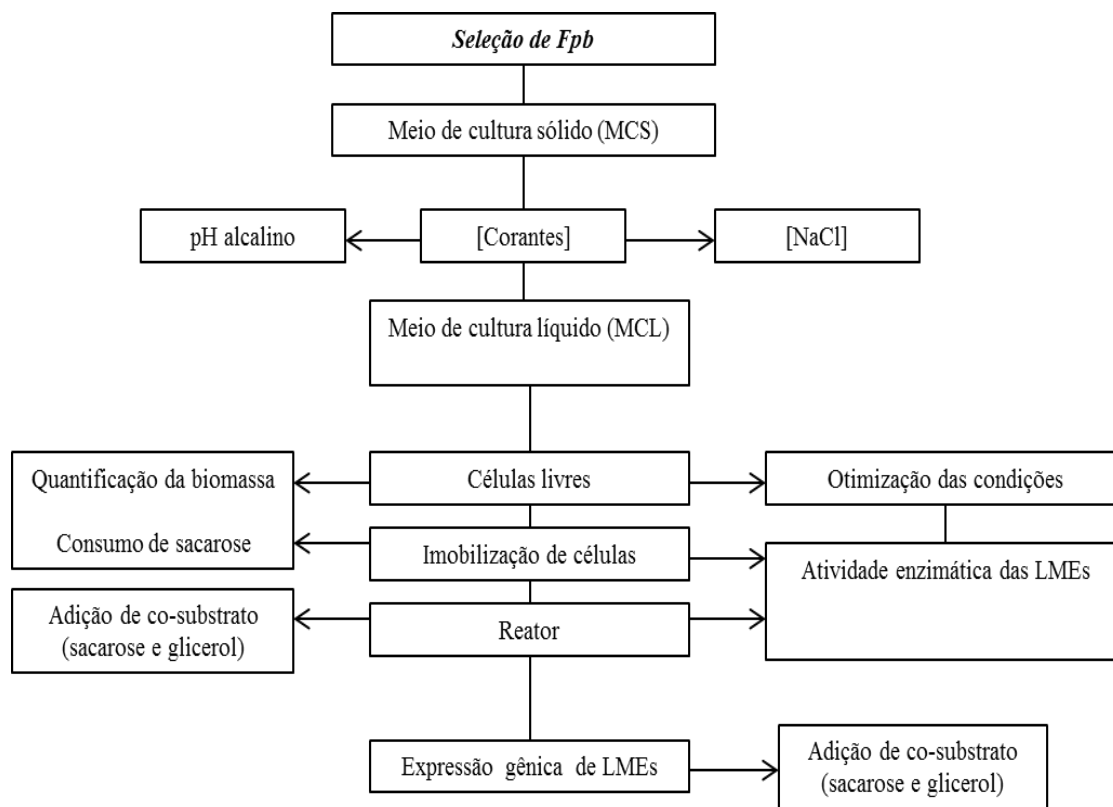 Seleção de Fpb
Meio de cultura sólido (MCS)
pH alcalino
[Corantes]
[NaCl]
Meio de cultura líquido (MCL)
Quantificação da biomassa
Consumo de sacarose
Células livres
Otimização das condições
Imobilização de células
Atividade enzimática das LMEs
Adição de co-substrato
(sacarose e glicerol)
Reator
Expressão gênica de LMEs
Adição de co-substrato
(sacarose e glicerol)